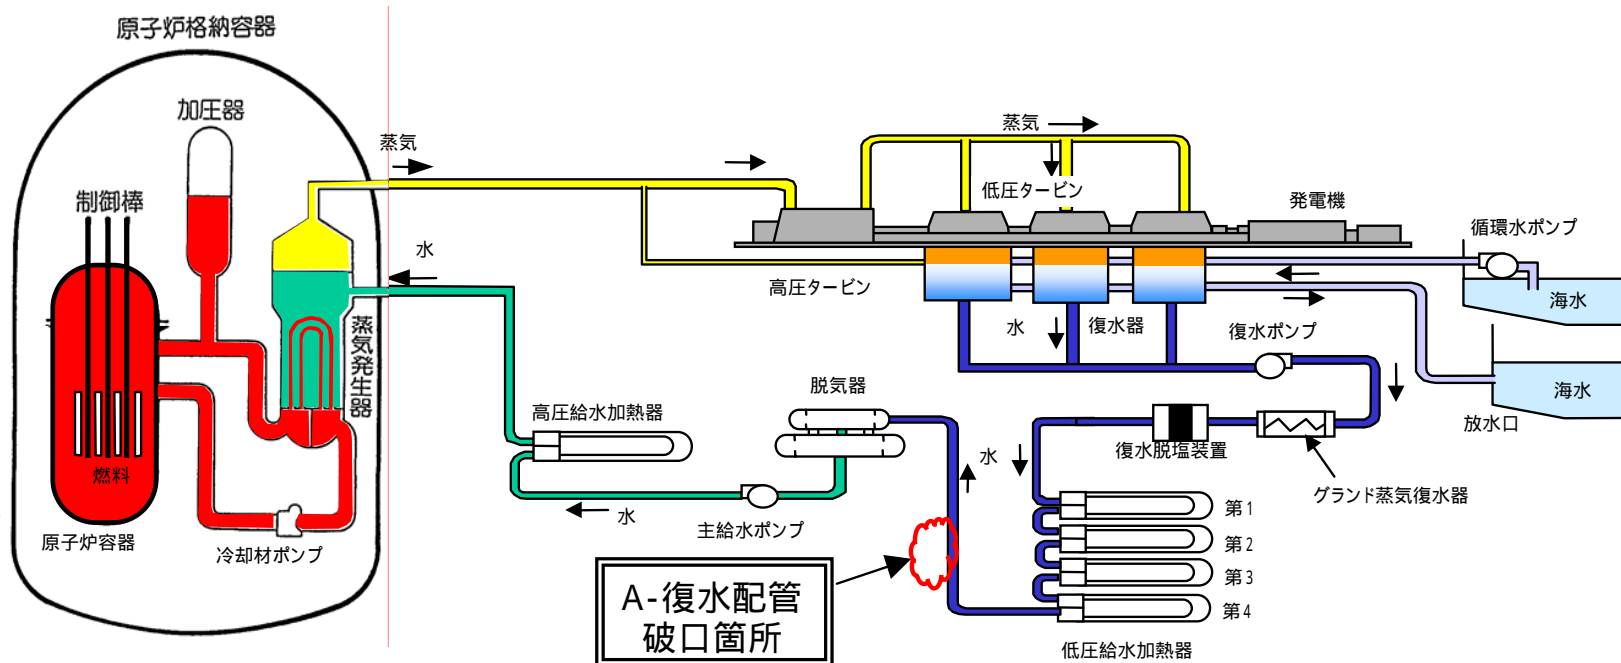 原子炉格納容器
加圧器
制御棒
蒸気
蒸気
低圧タービン
発電機
循環水ポンプ
水
高圧タービン
海水
水
復水器
復水ポンプ
蒸気発生器
脱気器
海水
高圧給水加熱器
放水口
燃料
水
復水脱塩装置
グランド蒸気復水器
水
主給水ポンプ
第1
原子炉容器
冷却材ポンプ
第2
第3
A-復水配管
破口箇所
第4
低圧給水加熱器